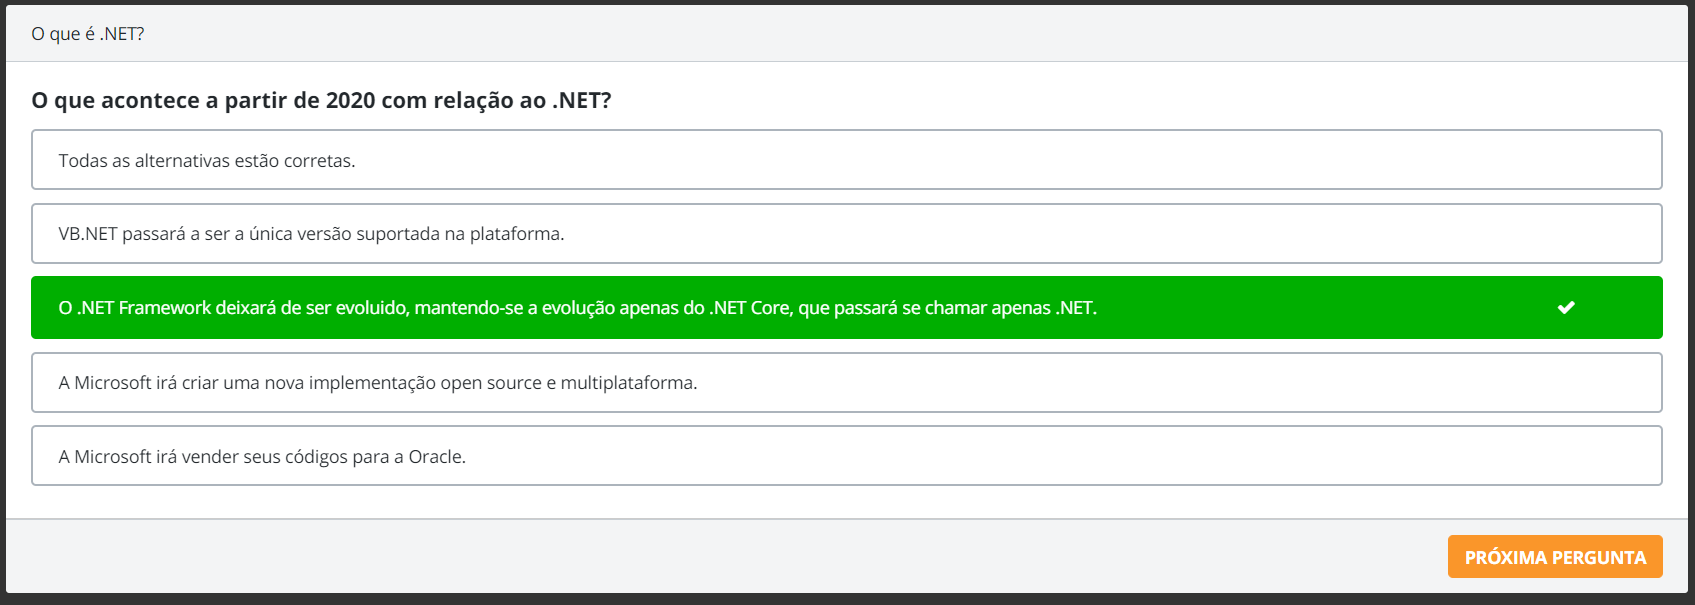 O que é .NET?
O que acontece a partir de 2020 com relação ao .NET?
Todas as alternativas estão corretas.
VB.NET passará a ser a única versão suportada na plataforma.
O .NET Framework deixará de ser evoluido, mantendo-se a evolução apenas do .NET Core, que passará se chamar apenas .NET.
A Microsoft irá criar uma nova implementação open source e multiplataforma.
A Microsoft irá vender seus códigos para a Oracle.
PRÓXIMA PERGUNTA